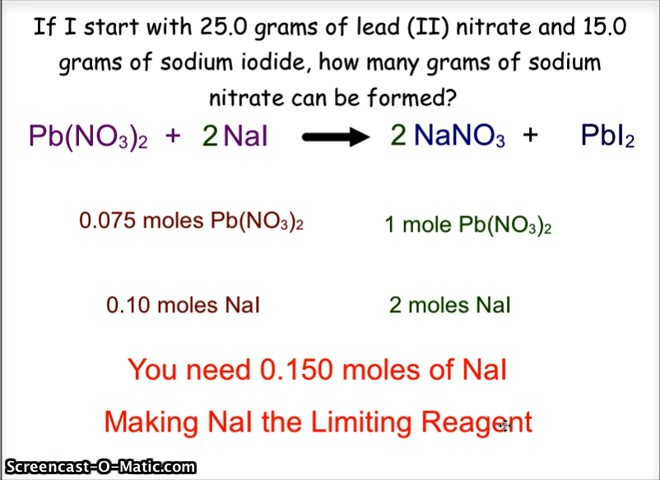 If I start with 25.0 grams of lead (II) nitrate and 15.0
grams of sodium iodide, how many grams of sodium
nitrate can be formed?
Pb(NO₃)₂ + 2 NaI ⟶ 2 NaNO₃ + PbI₂
0.075 moles Pb(NO₃)₂ 1 mole Pb(NO₃)₂
0.10 moles NaI 2 moles NaI
You need 0.150 moles of NaI
Making NaI the Limiting Reagent
Screencast-O-Matic.com